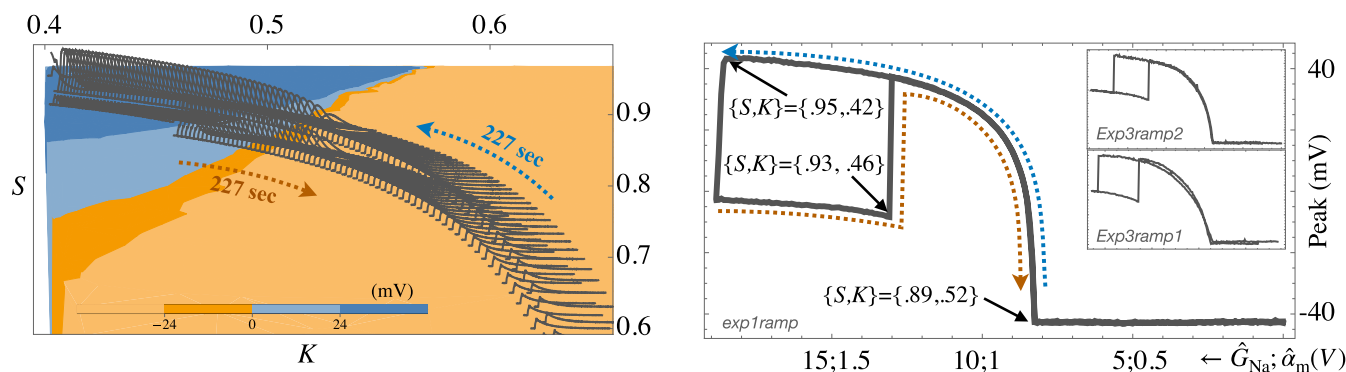 0.4 0.5 0.6
S
0.9
0.8
0.7
0.6
227 sec
227 sec
(mV)
−24 0 24
K
40
-40
Peak (mV)
{S,K}={.95,.42}
{S,K}={.93, .46}
{S,K}={.89,.52}
exp1ramp
Exp3ramp2
Exp3ramp1
15;1.5 10;1 5;0.5 ← Ĝ_Na; α̂_m(V)